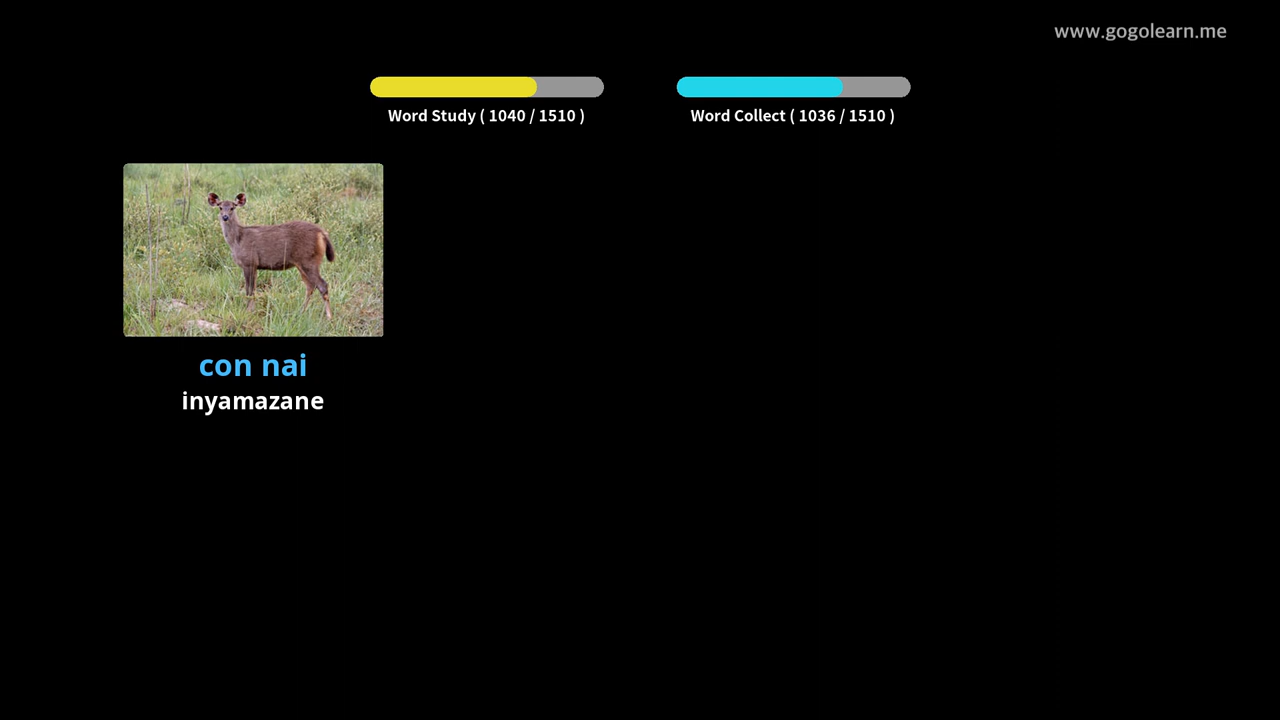 www.gogolearn.me
Word Study ( 1040 / 1510 )
Word Collect ( 1036 / 1510 )
con nai
inyamazane